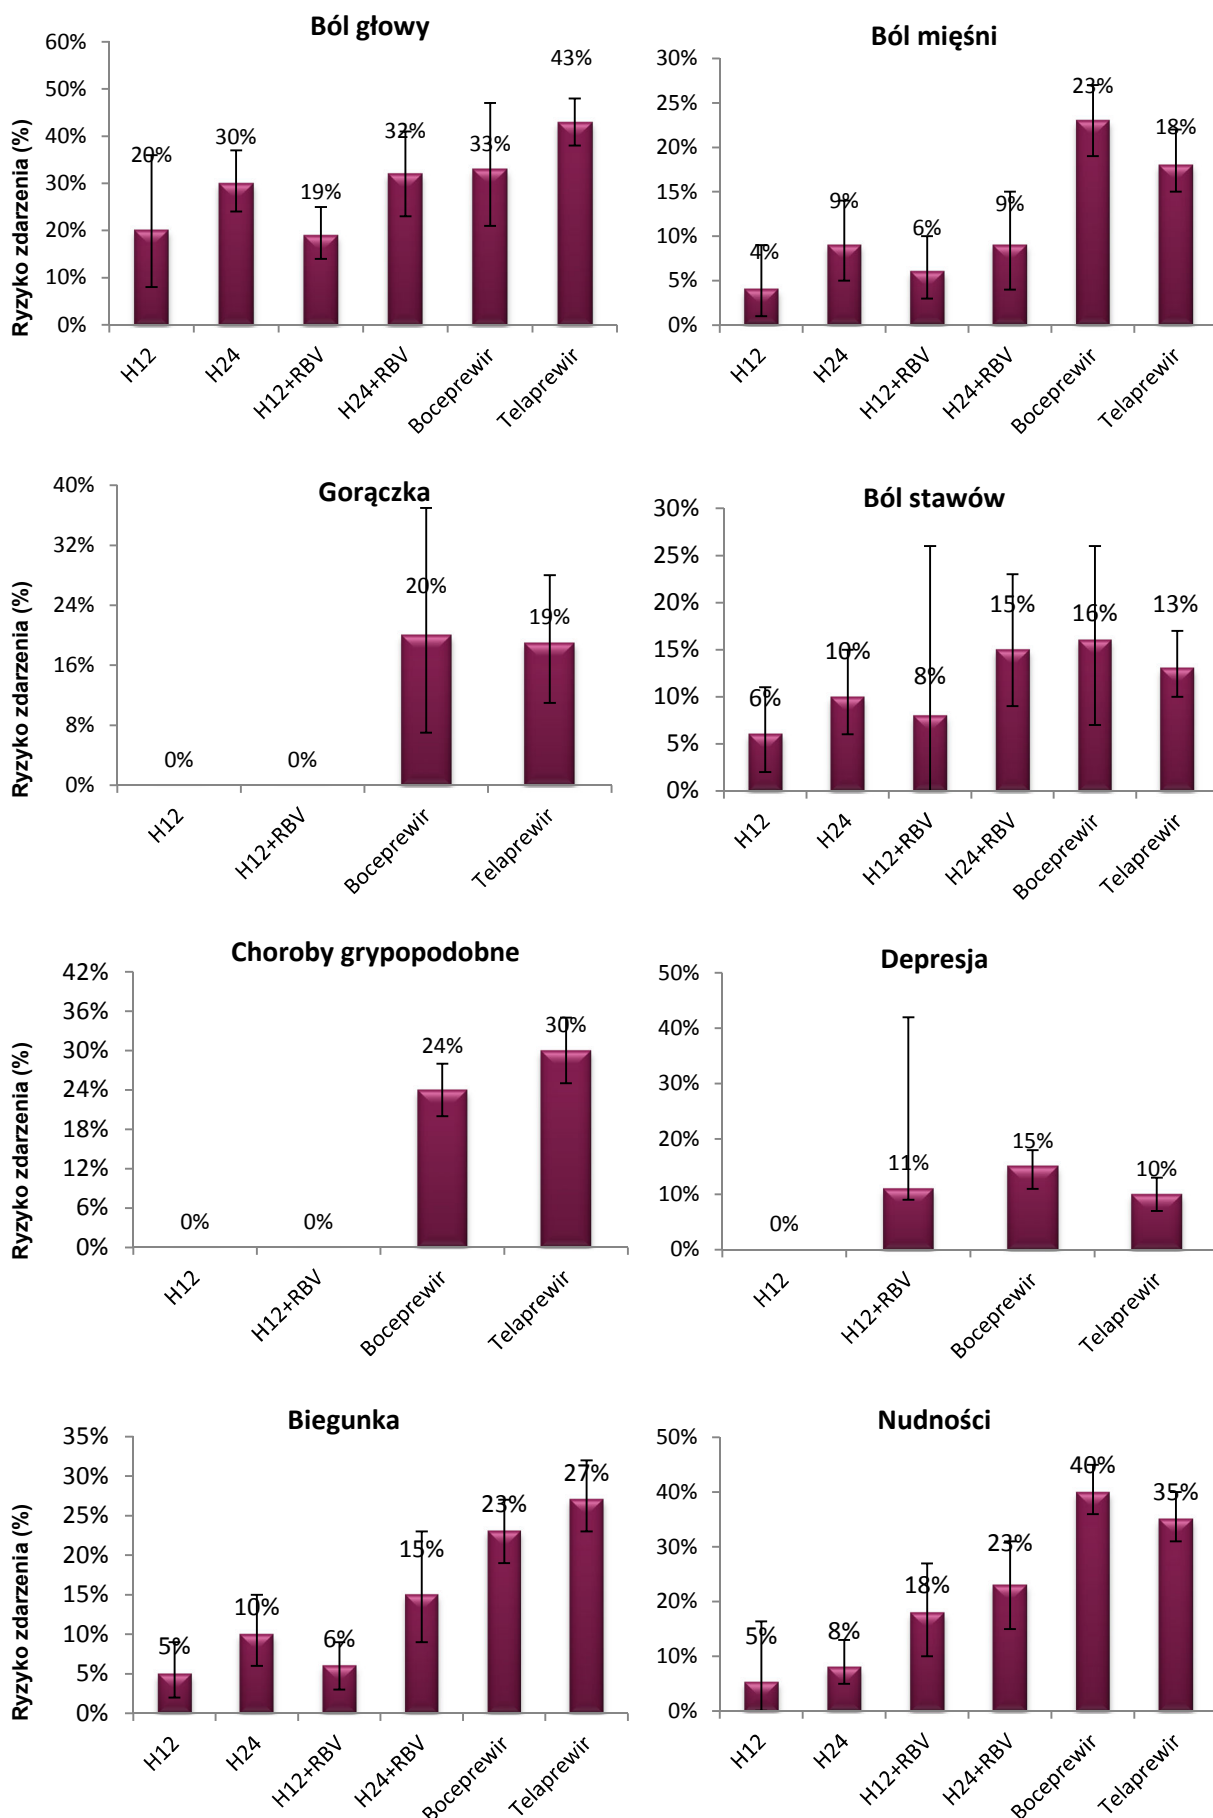 Ból głowy
Ryzyko zdarzenia (%)
60%
50%
40%
30%
20%
10%
0%
20%
30%
19%
32%
33%
43%
H12
H24
H12+RBV
H24+RBV
Boceprewir
Telaprewir
Ból mięśni
30%
25%
20%
15%
10%
5%
0%
4%
9%
6%
9%
23%
18%
H12
H24
H12+RBV
H24+RBV
Boceprewir
Telaprewir
Gorączka
Ryzyko zdarzenia (%)
40%
32%
24%
16%
8%
0%
0%
0%
20%
19%
H12
H12+RBV
Boceprewir
Telaprewir
Ból stawów
30%
25%
20%
15%
10%
5%
0%
6%
10%
8%
15%
16%
13%
H12
H24
H12+RBV
H24+RBV
Boceprewir
Telaprewir
Choroby grypopodobne
Ryzyko zdarzenia (%)
42%
36%
30%
24%
18%
12%
6%
0%
0%
0%
24%
30%
H12
H12+RBV
Boceprewir
Telaprewir
Depresja
50%
40%
30%
20%
10%
0%
0%
11%
15%
10%
H12
H12+RBV
Boceprewir
Telaprewir
Biegunka
Ryzyko zdarzenia (%)
35%
30%
25%
20%
15%
10%
5%
0%
5%
10%
6%
15%
23%
27%
H12
H24
H12+RBV
H24+RBV
Boceprewir
Telaprewir
Nudności
50%
40%
30%
20%
10%
0%
5%
8%
18%
23%
40%
35%
H12
H24
H12+RBV
H24+RBV
Boceprewir
Telaprewir